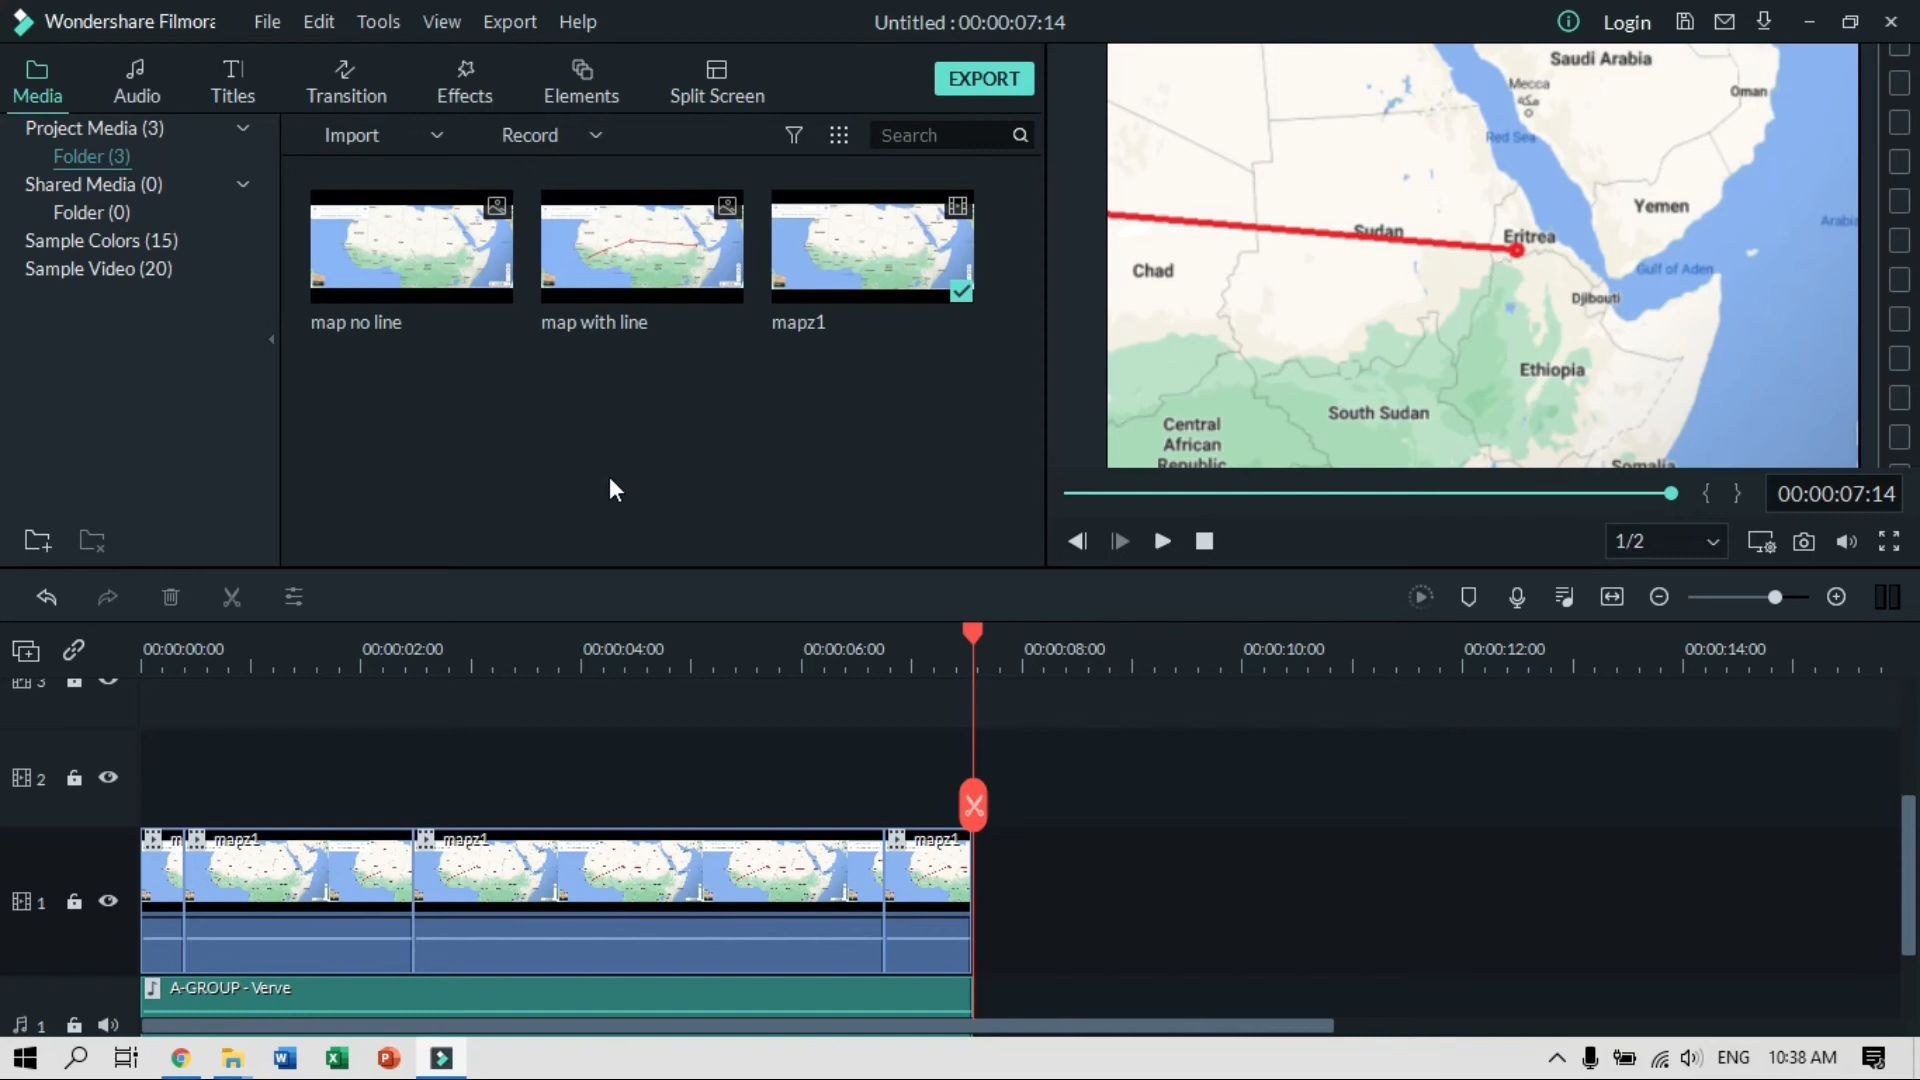 Wondershare Filmora
File Edit Tools View Export Help
Untitled : 00:00:07:14
Login
Media
Audio
Titles
Transition
Effects
Elements
Split Screen
EXPORT
Project Media (3)
Folder (3)
Shared Media (0)
Folder (0)
Sample Colors (15)
Sample Video (20)
Import
Record
Search
map no line
map with line
mapz1
Saudi Arabia
Mecca
مكة
Oman
Red Sea
Yemen
Sudan
Eritrea
Chad
Gulf of Aden
Djibouti
Ethiopia
South Sudan
Central
African
Republic
Somalia
00:00:07:14
1/2
00:00:00:00
00:00:02:00
00:00:04:00
00:00:06:00
00:00:08:00
00:00:10:00
00:00:12:00
00:00:14:00
3
2
1
mapz1
mapz1
mapz1
A-GROUP - Verve
1
ENG
10:38 AM